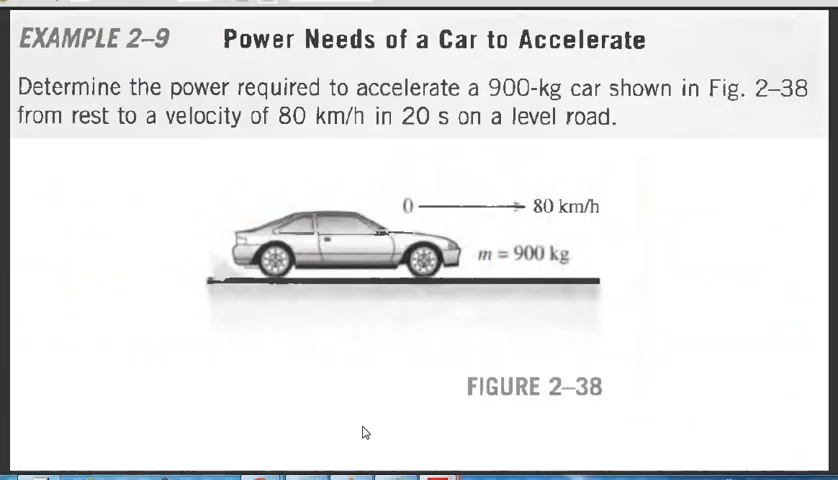 EXAMPLE 2–9 Power Needs of a Car to Accelerate
Determine the power required to accelerate a 900-kg car shown in Fig. 2–38
from rest to a velocity of 80 km/h in 20 s on a level road.
0 80 km/h
m = 900 kg
FIGURE 2–38